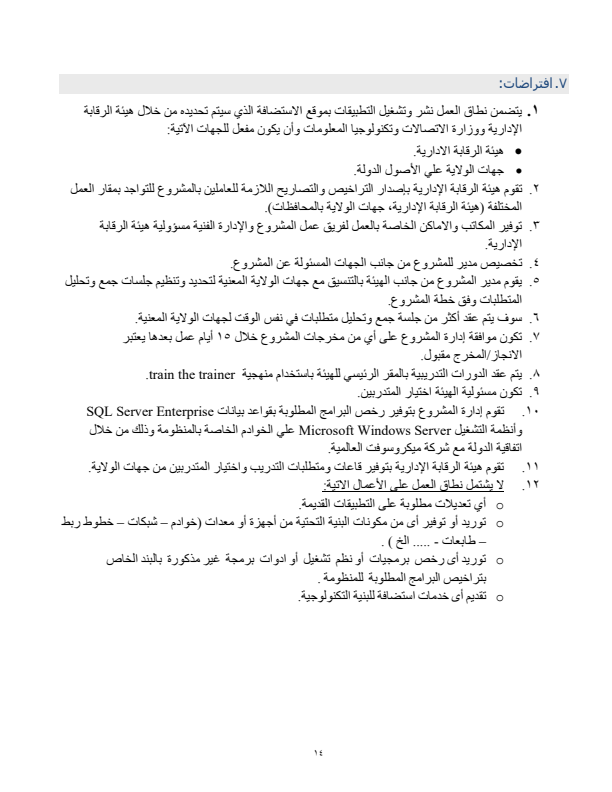 ٧. افتراضات:
١. يتضمن نطاق العمل نشر وتشغيل التطبيقات بموقع الاستضافة الذي سيتم تحديده من خلال هيئة الرقابة
الإدارية ووزارة الاتصالات وتكنولوجيا المعلومات وأن يكون مفعل للجهات الآتية:
• هيئة الرقابة الادارية.
• جهات الولاية علي الأصول الدولة.
٢. تقوم هيئة الرقابة الإدارية بإصدار التراخيص والتصاريح اللازمة للعاملين بالمشروع للتواجد بمقار العمل
المختلفة (هيئة الرقابة الإدارية، جهات الولاية بالمحافظات).
٣. توفير المكاتب والاماكن الخاصة بالعمل لفريق عمل المشروع والإدارة الفنية مسؤولية هيئة الرقابة
الإدارية.
٤. تخصيص مدير للمشروع من جانب الجهات المسئولة عن المشروع.
٥. يقوم مدير المشروع من جانب الهيئة بالتنسيق مع جهات الولاية المعنية لتحديد وتنظيم جلسات جمع وتحليل
المتطلبات وفق خطة المشروع.
٦. سوف يتم عقد أكثر من جلسة جمع وتحليل متطلبات في نفس الوقت لجهات الولاية المعنية.
٧. تكون موافقة إدارة المشروع على أي من مخرجات المشروع خلال ١٥ أيام عمل بعدها يعتبر
الانجاز/المخرج مقبول.
٨. يتم عقد الدورات التدريبية بالمقر الرئيسي للهيئة باستخدام منهجية train the trainer.
٩. تكون مسئولية الهيئة اختيار المتدربين.
١٠. تقوم إدارة المشروع بتوفير رخص البرامج المطلوبة بقواعد بيانات SQL Server Enterprise
وأنظمة التشغيل Microsoft Windows Server علي الخوادم الخاصة بالمنظومة وذلك من خلال
اتفاقية الدولة مع شركة ميكروسوفت العالمية.
١١. تقوم هيئة الرقابة الإدارية بتوفير قاعات ومتطلبات التدريب واختيار المتدربين من جهات الولاية.
١٢. لا يشتمل نطاق العمل على الأعمال الاتية:
o أي تعديلات مطلوبة على التطبيقات القديمة.
o توريد أو توفير أى من مكونات البنية التحتية من أجهزة أو معدات (خوادم – شبكات – خطوط ربط
– طابعات - ..... الخ ) .
o توريد أى رخص برمجيات أو نظم تشغيل أو ادوات برمجة غير مذكورة بالبند الخاص
بتراخيص البرامج المطلوبة للمنظومة .
o تقديم أى خدمات استضافة للبنية التكنولوجية.
١٤